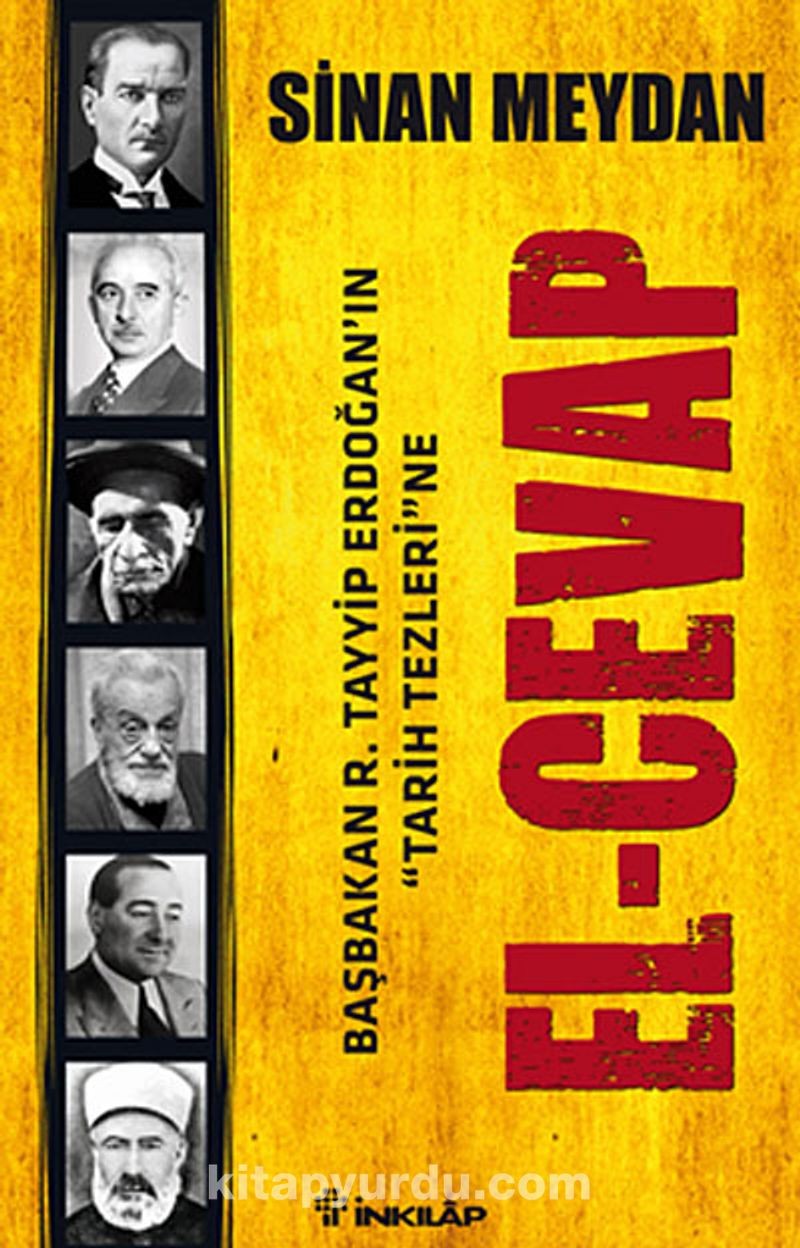 SİNAN MEYDAN
BAŞBAKAN R. TAYYİP ERDOĞAN'IN
“TARİH TEZLERİ”NE
EL-CEVAP
kitapyurdu.com
İNKILÂP